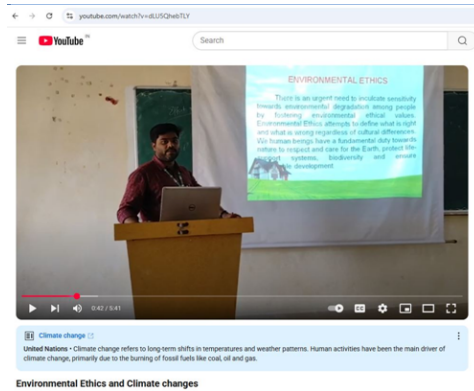 youtube.com/watch?v=dLU5QhebTLY
YouTube IN
Search
ENVIRONMENTAL ETHICS
There is an urgent need to inculcate sensitivity
towards environmental degradation among people
by fostering environmental ethical values.
Environmental Ethics attempts to define what is right
and what is wrong regardless of cultural differences.
We human beings have a fundamental duty towards
nature to respect and care for the Earth, protect life-
support systems, biodiversity and ensure
development
0:42 / 5:41
Climate change
United Nations • Climate change refers to long-term shifts in temperatures and weather patterns. Human activities have been the main driver of
climate change, primarily due to the burning of fossil fuels like coal, oil and gas.
Environmental Ethics and Climate changes